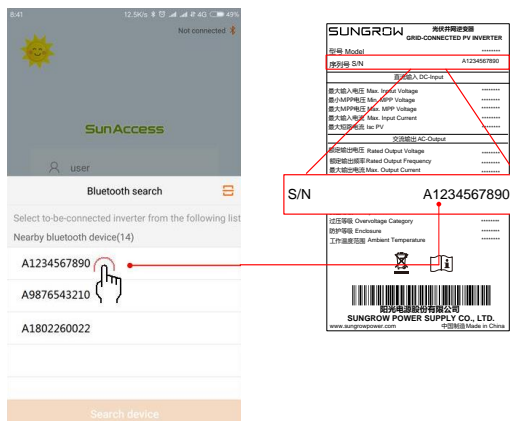 8:41 12.5K/s 4G 49%
Not connected
SunAccess
user
Bluetooth search
Select to-be-connected inverter from the following list
Nearby bluetooth device(14)
A1234567890
A9876543210
A1802260022
Search device
SUNGROW 光伏并网逆变器
GRID-CONNECTED PV INVERTER
型号 Model ********
序列号 S/N A1234567890
直流输入 DC-Input
最大输入电压 Max. Input Voltage ********
最小MPP电压 Min. MPP Voltage ********
最大MPP电压 Max. MPP Voltage ********
最大输入电流 Max. Input Current ********
最大短路电流 Isc PV ********
交流输出 AC-Output
额定输出电压 Rated Output Voltage ********
额定输出频率 Rated Output Frequency ********
最大输出电流 Max. Output Current ********
S/N A1234567890
过压等级 Overvoltage Category ********
防护等级 Enclosure ********
工作温度范围 Ambient Temperature ********
阳光电源股份有限公司
SUNGROW POWER SUPPLY CO., LTD.
www.sungrowpower.com 中国制造 Made in China